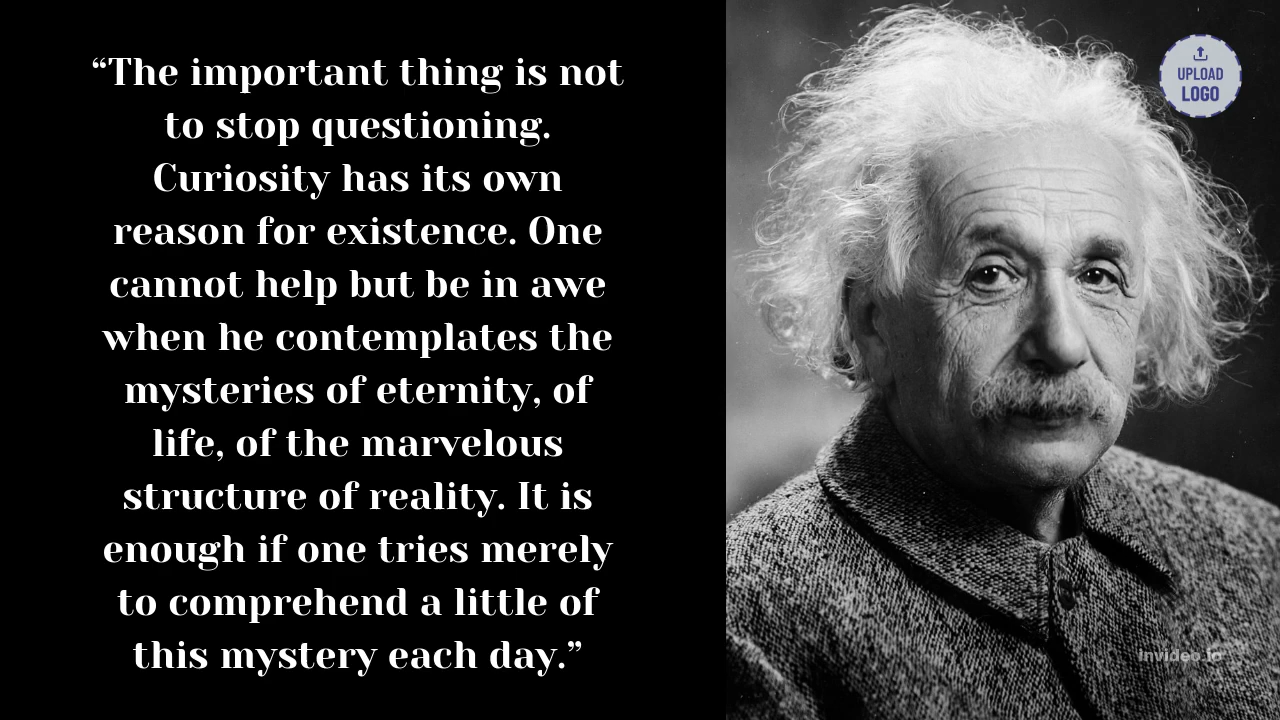 “The important thing is not
to stop questioning.
Curiosity has its own
reason for existence. One
cannot help but be in awe
when he contemplates the
mysteries of eternity, of
life, of the marvelous
structure of reality. It is
enough if one tries merely
to comprehend a little of
this mystery each day.”
UPLOAD
LOGO
invideo.io